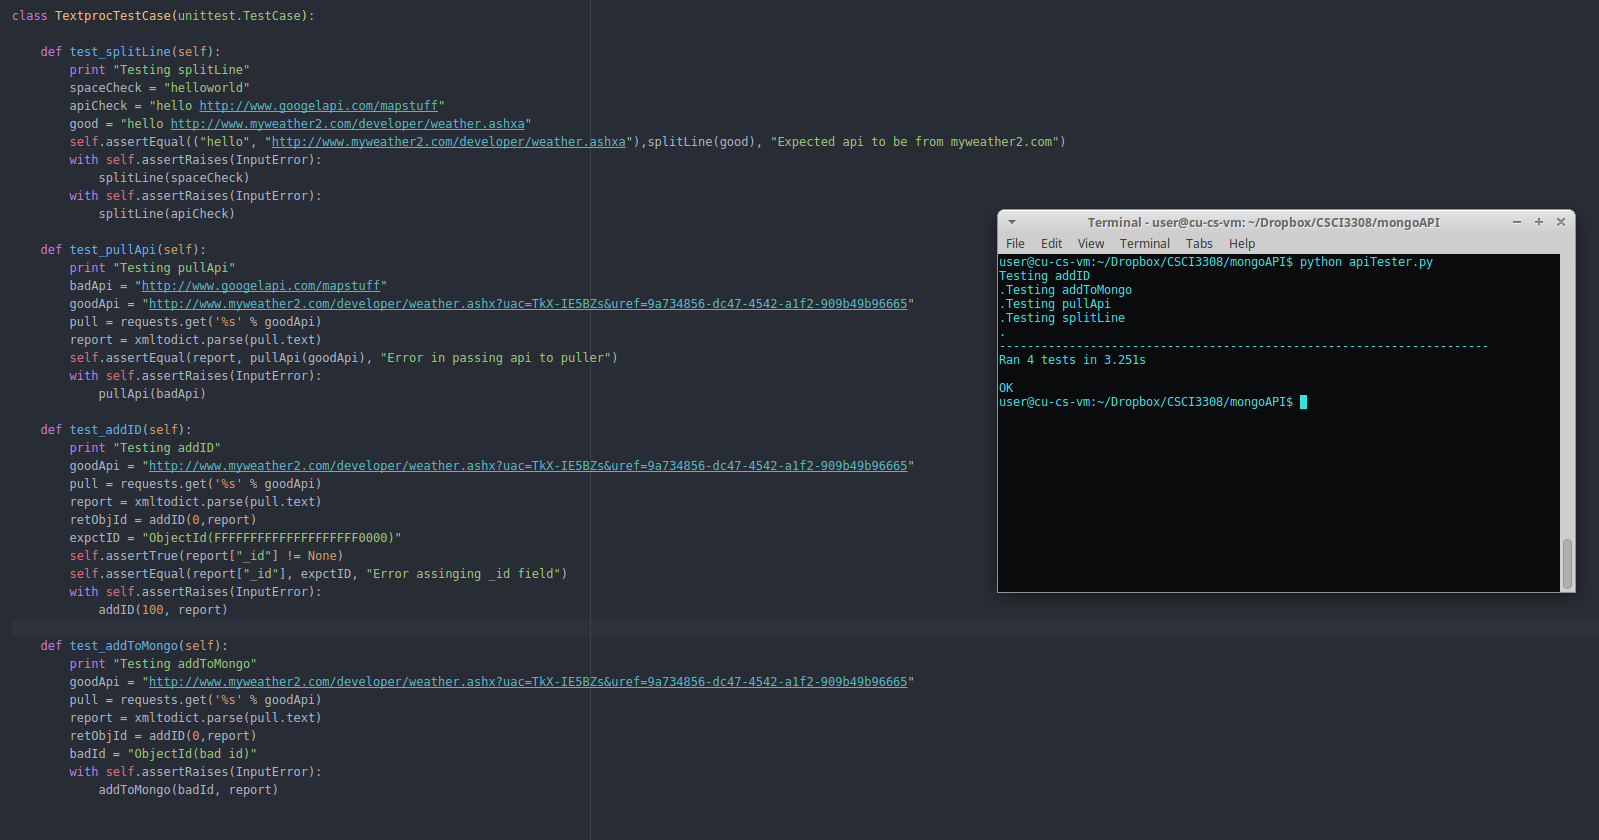 class TextprocTestCase(unittest.TestCase):
def test_splitLine(self):
print "Testing splitLine"
spaceCheck = "helloworld"
apiCheck = "hello http://www.googelapi.com/mapstuff"
good = "hello http://www.myweather2.com/developer/weather.ashxa"
self.assertEqual(("hello", "http://www.myweather2.com/developer/weather.ashxa"),splitLine(good), "Expected api to be from myweather2.com")
with self.assertRaises(InputError):
splitLine(spaceCheck)
with self.assertRaises(InputError):
splitLine(apiCheck)
def test_pullApi(self):
print "Testing pullApi"
badApi = "http://www.googelapi.com/mapstuff"
goodApi = "http://www.myweather2.com/developer/weather.ashx?uac=TkX-IE5BZs&uref=9a734856-dc47-4542-a1f2-909b49b96665"
pull = requests.get('%s' % goodApi)
report = xmltodict.parse(pull.text)
self.assertEqual(report, pullApi(goodApi), "Error in passing api to puller")
with self.assertRaises(InputError):
pullApi(badApi)
def test_addID(self):
print "Testing addID"
goodApi = "http://www.myweather2.com/developer/weather.ashx?uac=TkX-IE5BZs&uref=9a734856-dc47-4542-a1f2-909b49b96665"
pull = requests.get('%s' % goodApi)
report = xmltodict.parse(pull.text)
retObjId = addID(0,report)
expctID = "ObjectId(FFFFFFFFFFFFFFFFFFFF0000)"
self.assertTrue(report["_id"] != None)
self.assertEqual(report["_id"], expctID, "Error assinging _id field")
with self.assertRaises(InputError):
addID(100, report)
def test_addToMongo(self):
print "Testing addToMongo"
goodApi = "http://www.myweather2.com/developer/weather.ashx?uac=TkX-IE5BZs&uref=9a734856-dc47-4542-a1f2-909b49b96665"
pull = requests.get('%s' % goodApi)
report = xmltodict.parse(pull.text)
retObjId = addID(0,report)
badId = "ObjectId(bad id)"
with self.assertRaises(InputError):
addToMongo(badId, report)
Terminal - user@cu-cs-vm: ~/Dropbox/CSCI3308/mongoAPI
File Edit View Terminal Tabs Help
user@cu-cs-vm:~/Dropbox/CSCI3308/mongoAPI$ python apiTester.py
Testing addID
.Testing addToMongo
.Testing pullApi
.Testing splitLine
.
----------------------------------------------------------------------
Ran 4 tests in 3.251s
OK
user@cu-cs-vm:~/Dropbox/CSCI3308/mongoAPI$